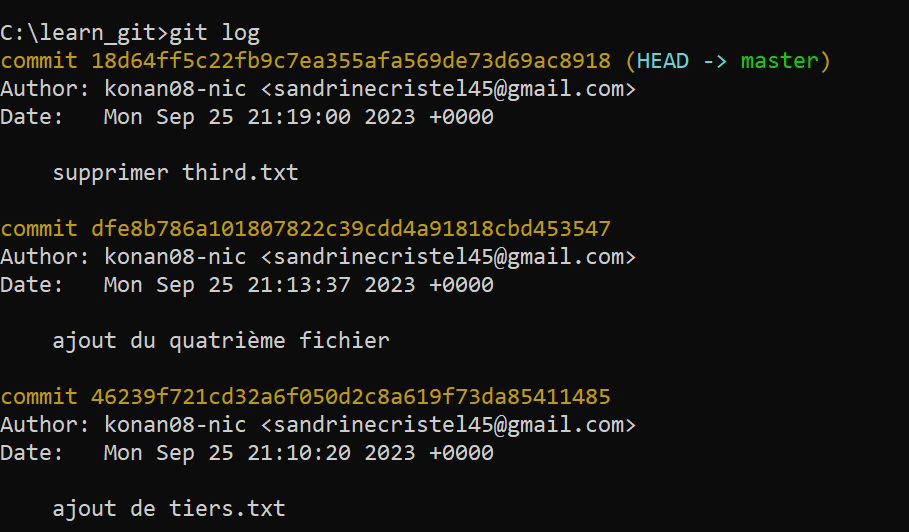 C:\learn_git>git log
commit 18d64ff5c22fb9c7ea355afa569de73d69ac8918 (HEAD -> master)
Author: konan08-nic <sandrinecristel45@gmail.com>
Date:   Mon Sep 25 21:19:00 2023 +0000
supprimer third.txt
commit dfe8b786a101807822c39cdd4a91818cbd453547
Author: konan08-nic <sandrinecristel45@gmail.com>
Date:   Mon Sep 25 21:13:37 2023 +0000
ajout du quatrième fichier
commit 46239f721cd32a6f050d2c8a619f73da85411485
Author: konan08-nic <sandrinecristel45@gmail.com>
Date:   Mon Sep 25 21:10:20 2023 +0000
ajout de tiers.txt